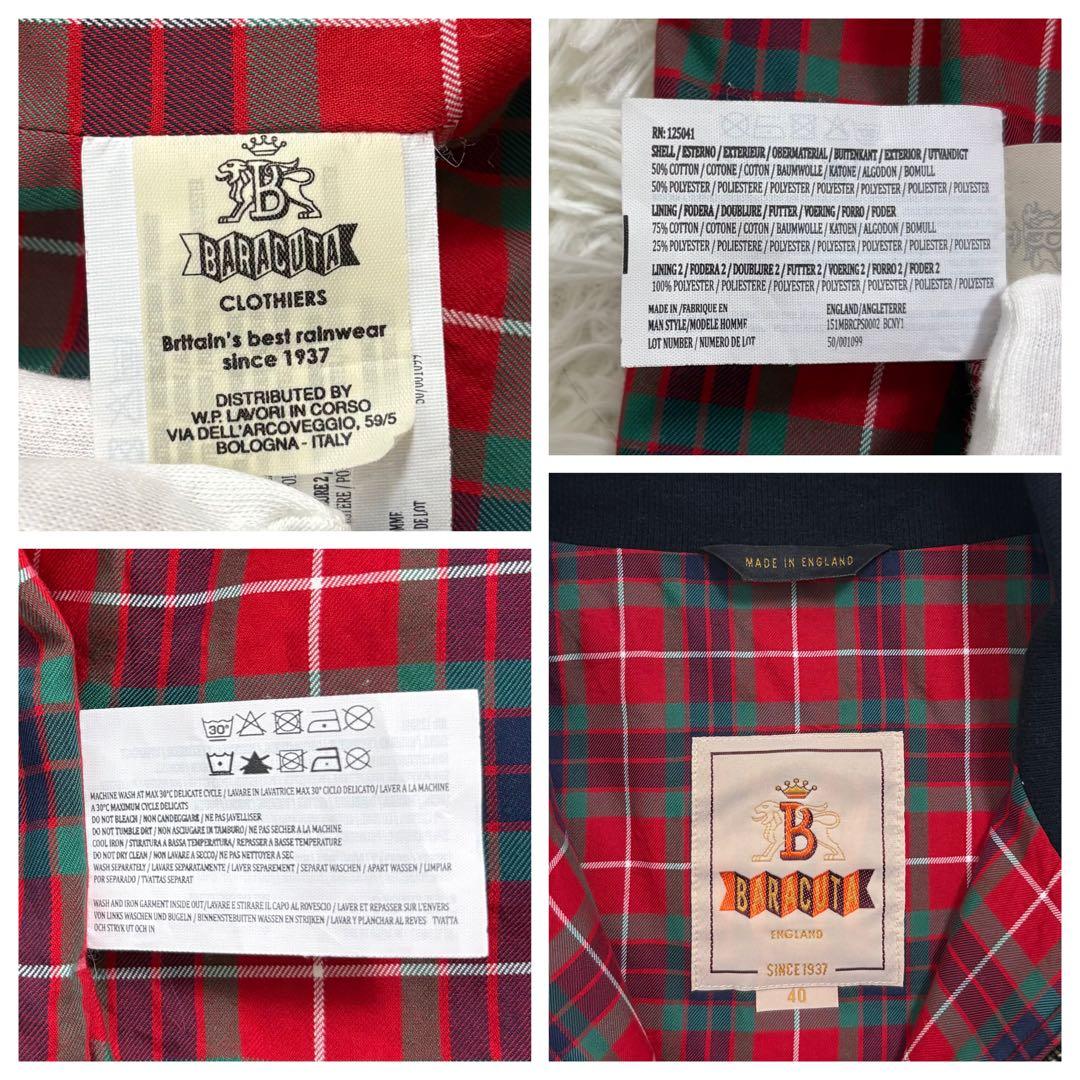 B
BARACUTA
CLOTHIERS
Britain's best rainwear
since 1937
DISTRIBUTED BY
W.P. LAVORI IN CORSO
VIA DELL'ARCOVEGGIO, 59/5
BOLOGNA - ITALY
50/001099
DE LOT
RN: 125041
SHELL / ESTERNO / EXTERIEUR / OBERMATERIAL / BUITENKANT / EXTERIOR / UTVANDIGT
50% COTTON / COTONE / COTON / BAUMWOLLE / KATONE / ALGODON / BOMULL
50% POLYESTER / POLIESTERE / POLYESTER / POLYESTER / POLYESTER / POLYESTER / POLYESTER
LINING / FODERA / DOUBLURE / FUTTER / VOERING / FORRO / FODER
75% COTTON / COTONE / COTON / BAUMWOLLE / KATOEN / ALGODON / BOMULL
25% POLYESTER / POLIESTERE / POLYESTER / POLYESTER / POLYESTER / POLYESTER / POLYESTER
LINING 2 / FODERA 2 / DOUBLURE 2 / FUTTER 2 / VOERING 2 / FORRO 2 / FODER 2
100% POLYESTER / POLIESTERE / POLYESTER / POLYESTER / POLYESTER / POLYESTER / POLYESTER
MADE IN / FABRIQUE EN ENGLAND / ANGLETERRE
MAN STYLE / MODELE HOMME 151MBRCPS0002 BCNY1
LOT NUMBER / NUMERO DE LOT 50/001099
30°
MACHINE WASH AT MAX 30°C DELICATE CYCLE / LAVARE IN LAVATRICE MAX 30° CICLO DELICATO / LAVER A LA MACHINE
A 30°C MAXIMUM CYCLE DELICATS
DO NOT BLEACH / NON CANDEGGIARE / NE PAS JAVELLISER
DO NOT TUMBLE DRT / NON ASCIUGARE IN TAMBURO / NE PAS SECHER A LA MACHINE
COOL IRON / STIRATURA A BASSA TEMPERATURA / REPASSER A BASSE TEMPERATURE
DO NOT DRY CLEAN / NON LAVARE A SECCO / NE PAS NETTOYER A SEC
WASH SEPARATELY / LAVARE SEPARATAMENTE / LAVER SEPAREMENT / SEPARAT WASCHEN / APART WASSEN / LIMPIAR
POR SEPARADO / TVATTAS SEPARAT
WASH AND IRON GARMENT INSIDE OUT / LAVARE E STIRARE IL CAPO AL ROVESCIO / LAVER ET REPASSER SUR L'ENVERS
VON LINKS WASCHEN UND BUGELN / BINNENSTEBUITEN WASSEN EN STRIJKEN / LAVAR Y PLANCHAR AL REVES TVATTA
OCH STRYK UT OCH IN
MADE IN ENGLAND
B
BARACUTA
ENGLAND
SINCE 1937
40